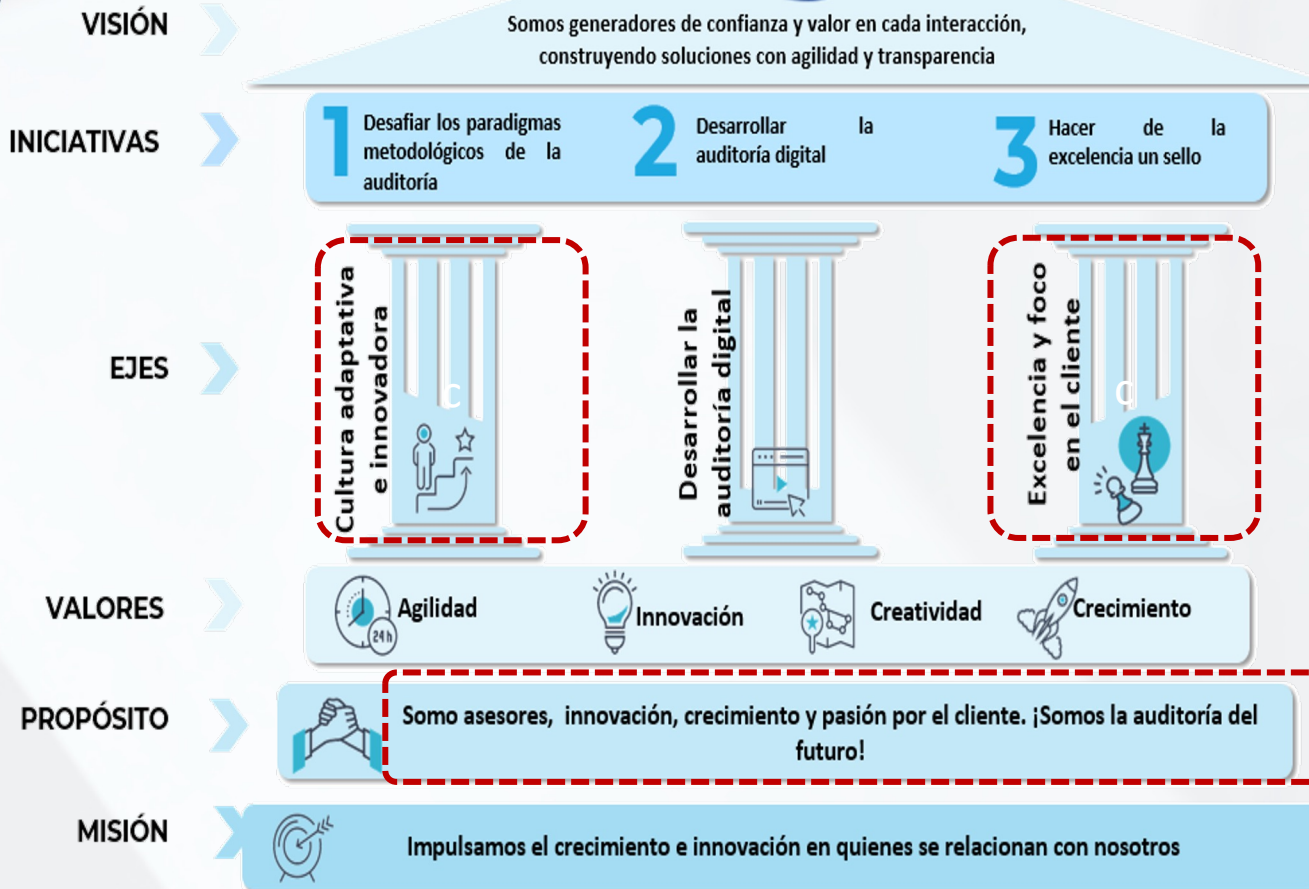 VISIÓN
Somos generadores de confianza y valor en cada interacción,
construyendo soluciones con agilidad y transparencia
INICIATIVAS
1
Desafiar los paradigmas
metodológicos de la
auditoría
2
Desarrollar la
auditoría digital
3
Hacer de la
excelencia un sello
EJES
Cultura adaptativa
e innovadora
C
Desarrollar la
auditoría digital
Excelencia y foco
en el cliente
C
VALORES
24 h
Agilidad
Innovación
Creatividad
Crecimiento
PROPÓSITO
Somo asesores, innovación, crecimiento y pasión por el cliente. ¡Somos la auditoría del
futuro!
MISIÓN
Impulsamos el crecimiento e innovación en quienes se relacionan con nosotros